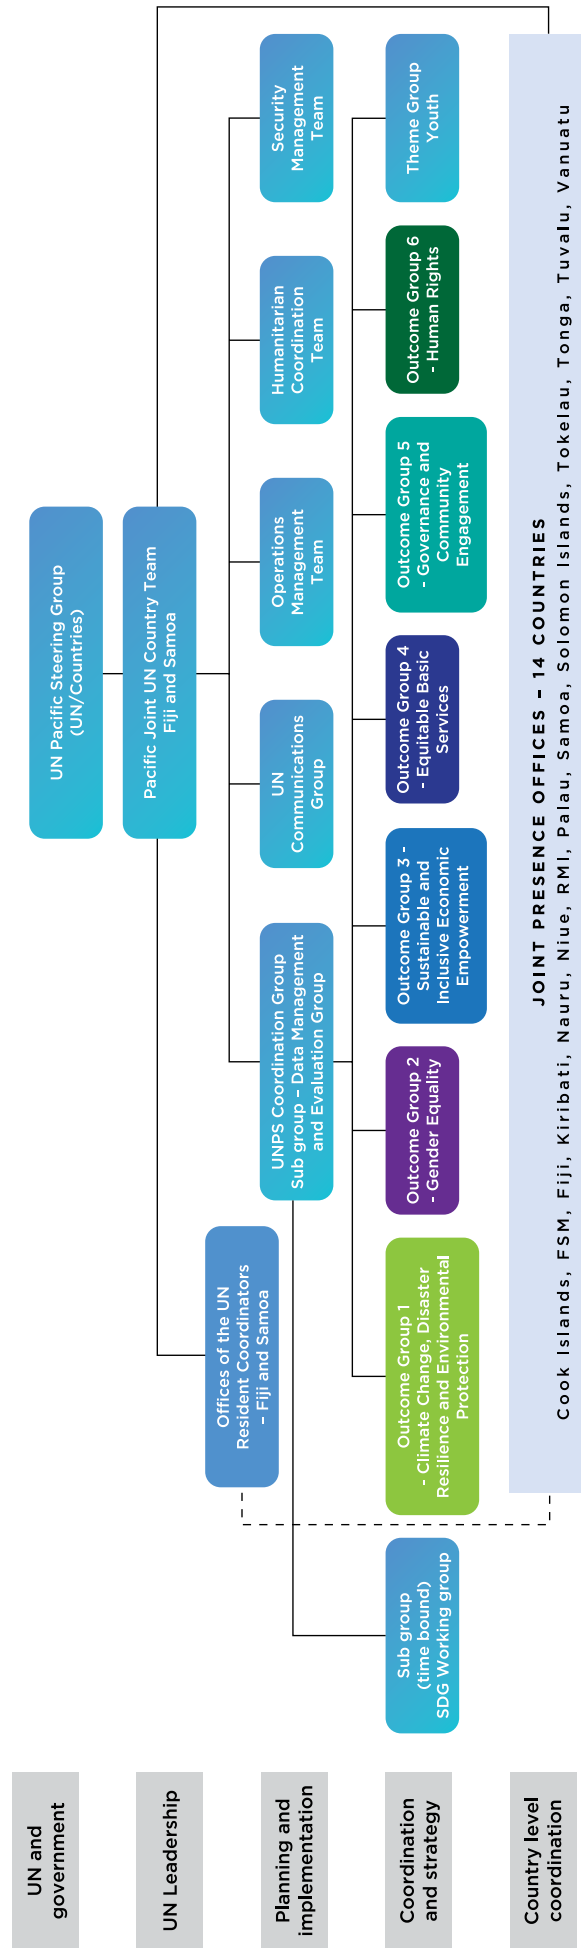 UN and
government
UN Pacific Steering Group
(UN/Countries)
UN Leadership
Pacific Joint UN Country Team
Fiji and Samoa
Offices of the UN
Resident Coordinators
– Fiji and Samoa
Planning and
implementation
UNPS Coordination Group
Sub group – Data Management
and Evaluation Group
UN
Communications
Group
Operations
Management
Team
Humanitarian
Coordination
Team
Security
Management
Team
Coordination
and strategy
Sub group
(time bound)
SDG Working group
Outcome Group 1
- Climate Change, Disaster
Resilience and Environmental
Protection
Outcome Group 2
- Gender Equality
Outcome Group 3 -
Sustainable and
Inclusive Economic
Empowerment
Outcome Group 4
- Equitable Basic
Services
Outcome Group 5
- Governance and
Community
Engagement
Outcome Group 6
- Human Rights
Theme Group
Youth
Country level
coordination
JOINT PRESENCE OFFICES – 14 COUNTRIES
Cook Islands, FSM, Fiji, Kiribati, Nauru, Niue, RMI, Palau, Samoa, Solomon Islands, Tokelau, Tonga, Tuvalu, Vanuatu